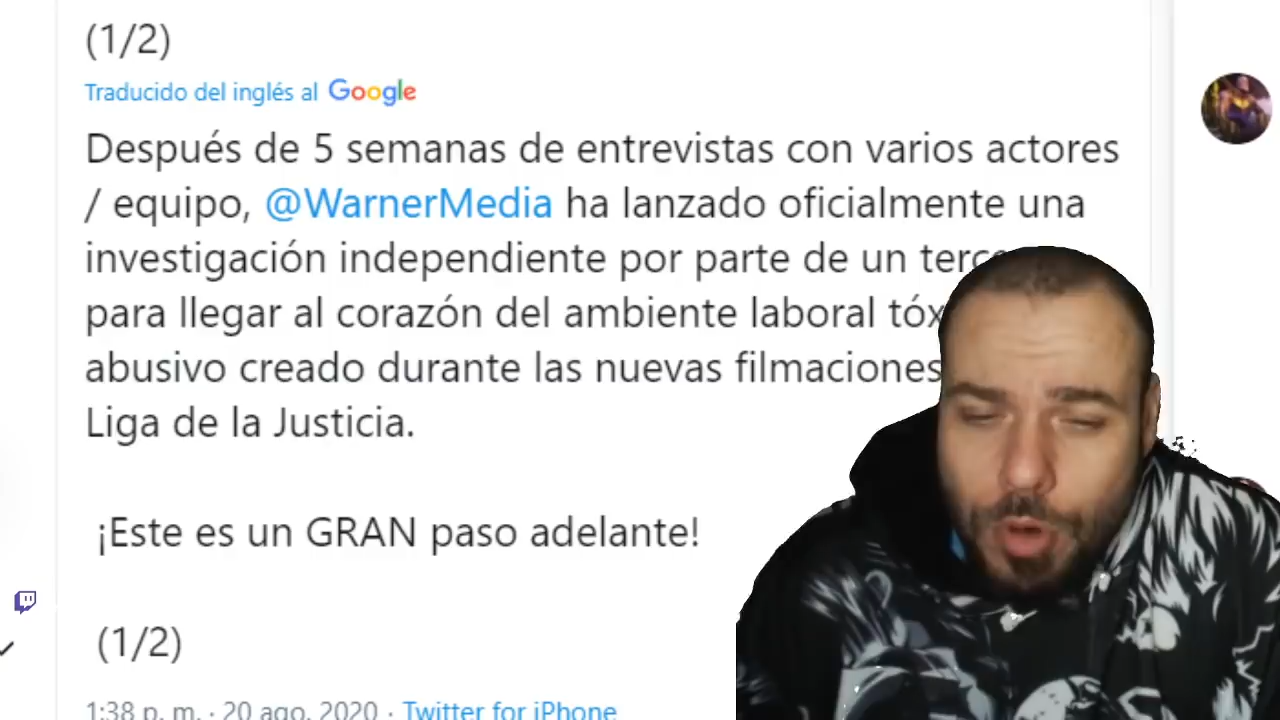 (1/2)
Traducido del inglés al Google
Después de 5 semanas de entrevistas con varios actores
/ equipo, @WarnerMedia ha lanzado oficialmente una
investigación independiente por parte de un
para llegar al corazón del ambiente laboral
abusivo creado durante las nuevas filmaciones
Liga de la Justicia.
¡Este es un GRAN paso adelante!
(1/2)
1:38 p. m. · 20 ago. 2020 · Twitter for iPhone